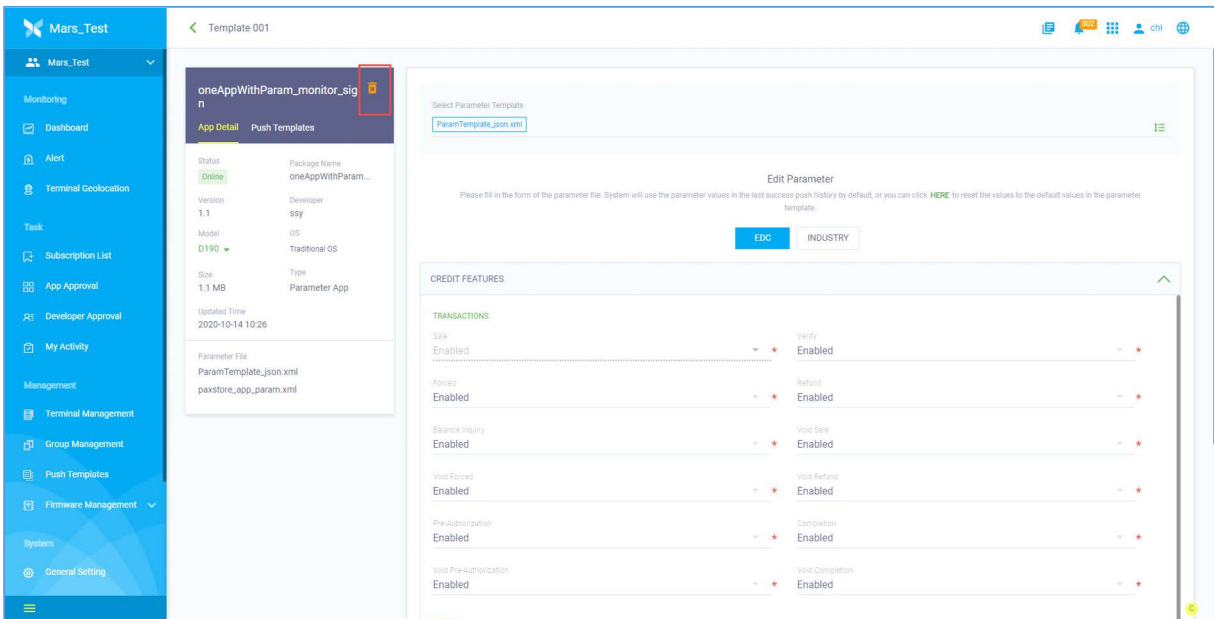 Mars_Test
Template 001
302
chi
Mars_Test
Monitoring
Dashboard
Alert
Terminal Geolocation
Task
Subscription List
App Approval
Developer Approval
My Activity
Management
Terminal Management
Group Management
Push Templates
Firmware Management
System
General Setting
oneAppWithParam_monitor_sig
n
App Detail Push Templates
Status Package Name
Online oneAppWithParam...
Version Developer
1.1 ssy
Model OS
D190 Traditional OS
Size Type
1.1 MB Parameter App
Updated Time
2020-10-14 10:26
Parameter File
ParamTemplate_json.xml
paxstore_app_param.xml
Select Parameter Template
ParamTemplate_json.xml
Edit Parameter
Please fill in the form of the parameter file. System will use the parameter values in the last success push history by default, or you can click HERE to reset the values to the default values in the parameter
template.
EDC INDUSTRY
CREDIT FEATURES
TRANSACTIONS
Sale Verify
Enabled * Enabled *
Forced Refund
Enabled * Enabled *
Balance Inquiry Void Sale
Enabled * Enabled *
Void Forced Void Refund
Enabled * Enabled *
Pre-Authorization Completion
Enabled * Enabled *
Void Pre-Authorization Void Completion
Enabled * Enabled *
C